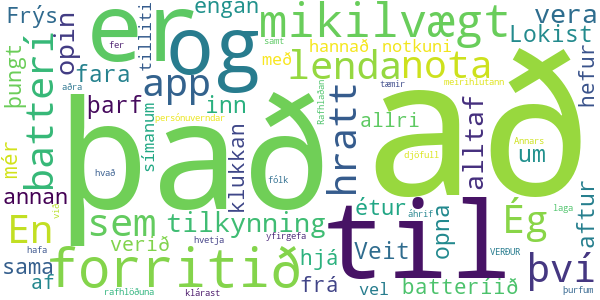 Frýs
engan
mikilvægt
vera
er
og
batterí
opin
tilliti
fer
samt
hannað
notkuni
Lokist
með
lenda
nota
hefur
þungt
fara
app
hratt
aðra
þarf
inn
tæmir
meirihlutann
Rafhlaðan
persónuverndar
það
að
allri
alltaf
um
mér
símanum
klukkan
annan
En
sem
tilkynning
étur
opna
djöfull
Annars
Ég
aftur
hvað
fólk
áhrif
verið
hjá
Veit
VERÐUR
laga
því
við
hvetja
yfirgefa
sama
forritið
til
af
frá
vel
batteríið
hafa
rafhlöðuna
klárast
þurfum